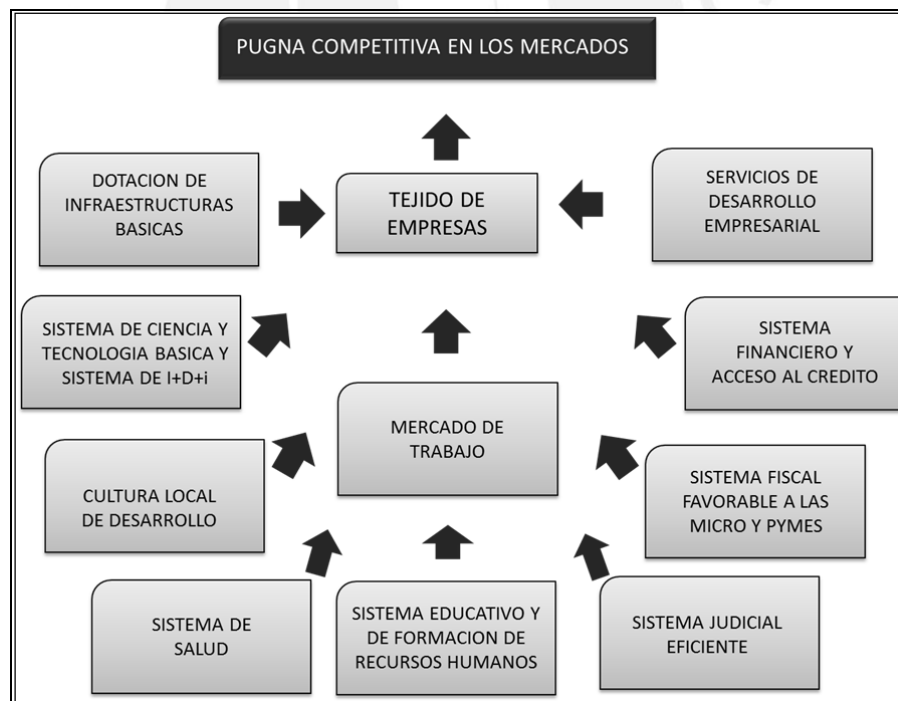 PUGNA COMPETITIVA EN LOS MERCADOS
DOTACION DE
INFRAESTRUCTURAS
BASICAS
TEJIDO DE
EMPRESAS
SERVICIOS DE
DESARROLLO
EMPRESARIAL
SISTEMA DE CIENCIA Y
TECNOLOGIA BASICA Y
SISTEMA DE I+D+i
SISTEMA
FINANCIERO Y
ACCESO AL CREDITO
MERCADO DE
TRABAJO
CULTURA LOCAL
DE DESARROLLO
SISTEMA FISCAL
FAVORABLE A LAS
MICRO Y PYMES
SISTEMA DE
SALUD
SISTEMA EDUCATIVO Y
DE FORMACION DE
RECURSOS HUMANOS
SISTEMA JUDICIAL
EFICIENTE